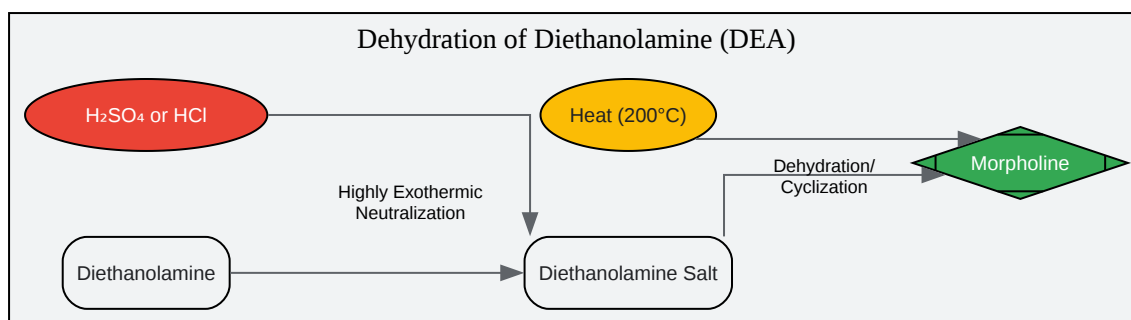 Dehydration of Diethanolamine (DEA)
H₂SO₄ or HCl
Heat (200°C)
Morpholine
Dehydration/
Cyclization
Highly Exothermic
Neutralization
Diethanolamine
Diethanolamine Salt